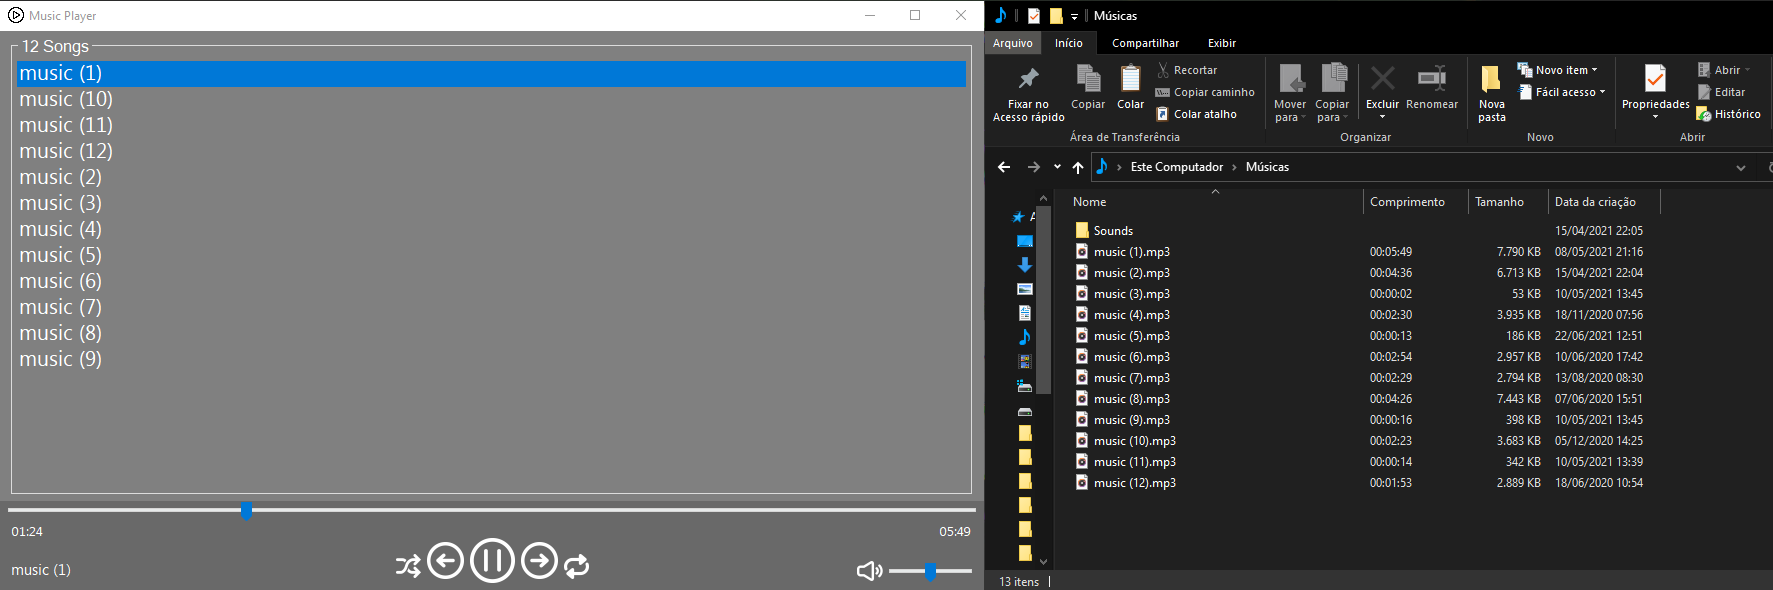 Music Player
12 Songs
music (1)
music (10)
music (11)
music (12)
music (2)
music (3)
music (4)
music (5)
music (6)
music (7)
music (8)
music (9)
01:24
05:49
music (1)
Músicas
Arquivo Início Compartilhar Exibir
Fixar no
Acesso rápido
Copiar
Colar
Recortar
Copiar caminho
Colar atalho
Área de Transferência
Mover
para
Copiar
para
Excluir
Renomear
Organizar
Nova
pasta
Novo item
Fácil acesso
Novo
Propriedades
Abrir
Editar
Histórico
Abrir
Este Computador > Músicas
A
Nome Comprimento Tamanho Data da criação
Sounds 15/04/2021 22:05
music (1).mp3 00:05:49 7.790 KB 08/05/2021 21:16
music (2).mp3 00:04:36 6.713 KB 15/04/2021 22:04
music (3).mp3 00:00:02 53 KB 10/05/2021 13:45
music (4).mp3 00:02:30 3.935 KB 18/11/2020 07:56
music (5).mp3 00:00:13 186 KB 22/06/2021 12:51
music (6).mp3 00:02:54 2.957 KB 10/06/2020 17:42
music (7).mp3 00:02:29 2.794 KB 13/08/2020 08:30
music (8).mp3 00:04:26 7.443 KB 07/06/2020 15:51
music (9).mp3 00:00:16 398 KB 10/05/2021 13:45
music (10).mp3 00:02:23 3.683 KB 05/12/2020 14:25
music (11).mp3 00:00:14 342 KB 10/05/2021 13:39
music (12).mp3 00:01:53 2.889 KB 18/06/2020 10:54
13 itens